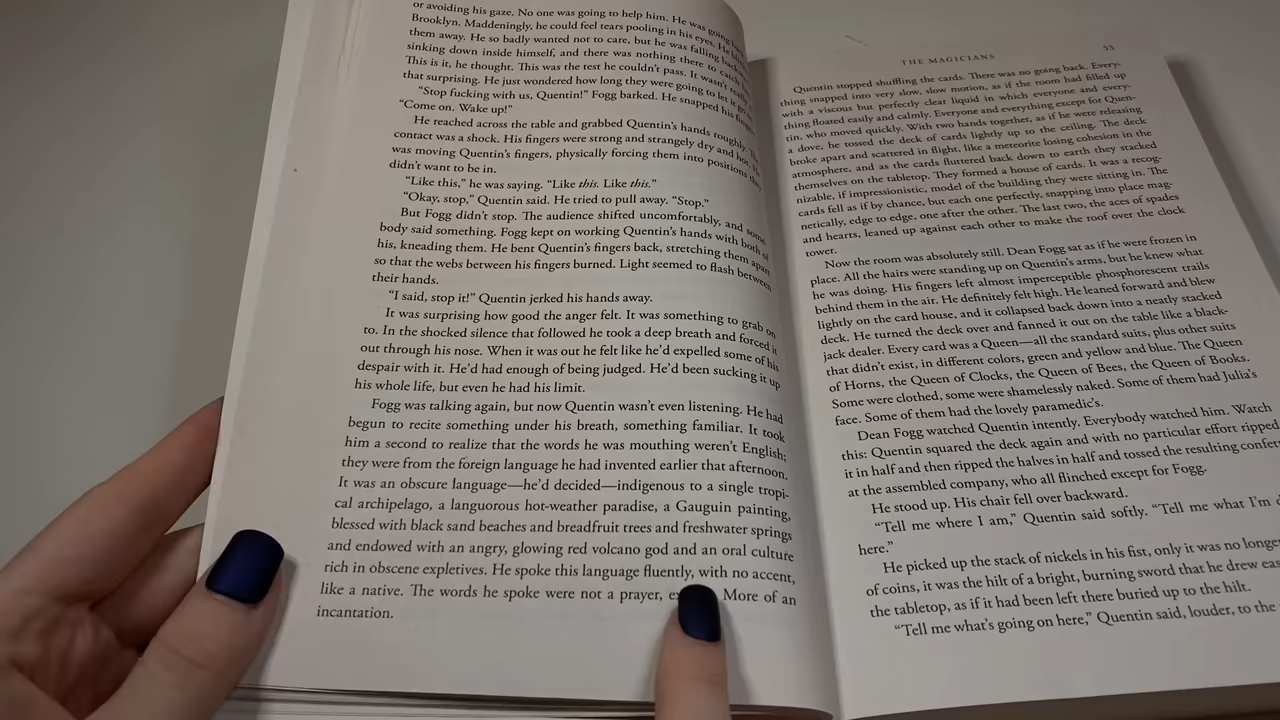 or avoiding his gaze. No one was going to help him. He was going
Brooklyn. Maddeningly, he could feel tears pooling in his eyes. He
them away. He so badly wanted not to care, but he was falling
sinking down inside himself, and there was nothing there to catch
This is it, he thought. This was the test he couldn't pass. It wasn't really
that surprising. He just wondered how long they were going to let it go
“Stop fucking with us, Quentin!” Fogg barked. He snapped his fingers
“Come on. Wake up!”
He reached across the table and grabbed Quentin's hands roughly.
contact was a shock. His fingers were strong and strangely dry and hot. He
was moving Quentin's fingers, physically forcing them into positions they
didn't want to be in.
“Like this,” he was saying. “Like this. Like this.”
“Okay, stop,” Quentin said. He tried to pull away. “Stop.”
But Fogg didn't stop. The audience shifted uncomfortably, and some-
body said something. Fogg kept on working Quentin's hands with both of
his, kneading them. He bent Quentin's fingers back, stretching them apart
so that the webs between his fingers burned. Light seemed to flash between
their hands.
“I said, stop it!” Quentin jerked his hands away.
It was surprising how good the anger felt. It was something to grab on
to. In the shocked silence that followed he took a deep breath and forced it
out through his nose. When it was out he felt like he'd expelled some of his
despair with it. He'd had enough of being judged. He'd been sucking it up
his whole life, but even he had his limit.
Fogg was talking again, but now Quentin wasn't even listening. He had
begun to recite something under his breath, something familiar. It took
him a second to realize that the words he was mouthing weren't English;
they were from the foreign language he had invented earlier that afternoon.
It was an obscure language—he'd decided—indigenous to a single tropi-
cal archipelago, a languorous hot-weather paradise, a Gauguin painting,
blessed with black sand beaches and breadfruit trees and freshwater springs
and endowed with an angry, glowing red volcano god and an oral culture
rich in obscene expletives. He spoke this language fluently, with no accent,
like a native. The words he spoke were not a prayer, More of an
incantation.
THE MAGICIANS 53
Quentin stopped shuffling the cards. There was no going back. Every-
thing snapped into very slow, slow motion, as if the room had filled up
with a viscous but perfectly clear liquid in which everyone and every-
thing floated easily and calmly. Everyone and everything except for Quen-
tin, who moved quickly. With two hands together, as if he were releasing
a dove, he tossed the deck of cards lightly up to the ceiling. The deck
broke apart and scattered in flight, like a meteorite losing cohesion in the
atmosphere, and as the cards fluttered back down to earth they stacked
themselves on the tabletop. They formed a house of cards. It was a recog-
nizable, if impressionistic, model of the building they were sitting in. The
cards fell as if by chance, but each one perfectly, snapping into place mag-
netically, edge to edge, one after the other. The last two, the aces of spades
and hearts, leaned up against each other to make the roof over the clock
tower.
Now the room was absolutely still. Dean Fogg sat as if he were frozen in
place. All the hairs were standing up on Quentin's arms, but he knew what
he was doing. His fingers left almost imperceptible phosphorescent trails
behind them in the air. He definitely felt high. He leaned forward and blew
lightly on the card house, and it collapsed back down into a neatly stacked
deck. He turned the deck over and fanned it out on the table like a black-
jack dealer. Every card was a Queen—all the standard suits, plus other suits
that didn't exist, in different colors, green and yellow and blue. The Queen
of Horns, the Queen of Clocks, the Queen of Bees, the Queen of Books.
Some were clothed, some were shamelessly naked. Some of them had Julia's
face. Some of them had the lovely paramedic's.
Dean Fogg watched Quentin intently. Everybody watched him. Watch
this: Quentin squared the deck again and with no particular effort ripped
it in half and then ripped the halves in half and tossed the resulting
at the assembled company, who all flinched except for Fogg.
He stood up. His chair fell over backward.
“Tell me where I am,” Quentin said softly. “Tell me what I'm
here.”
He picked up the stack of nickels in his fist, only it was no longer
of coins, it was the hilt of a bright, burning sword that he drew
the tabletop, as if it had been left there buried up to the hilt.
“Tell me what's going on here,” Quentin said, louder, to the